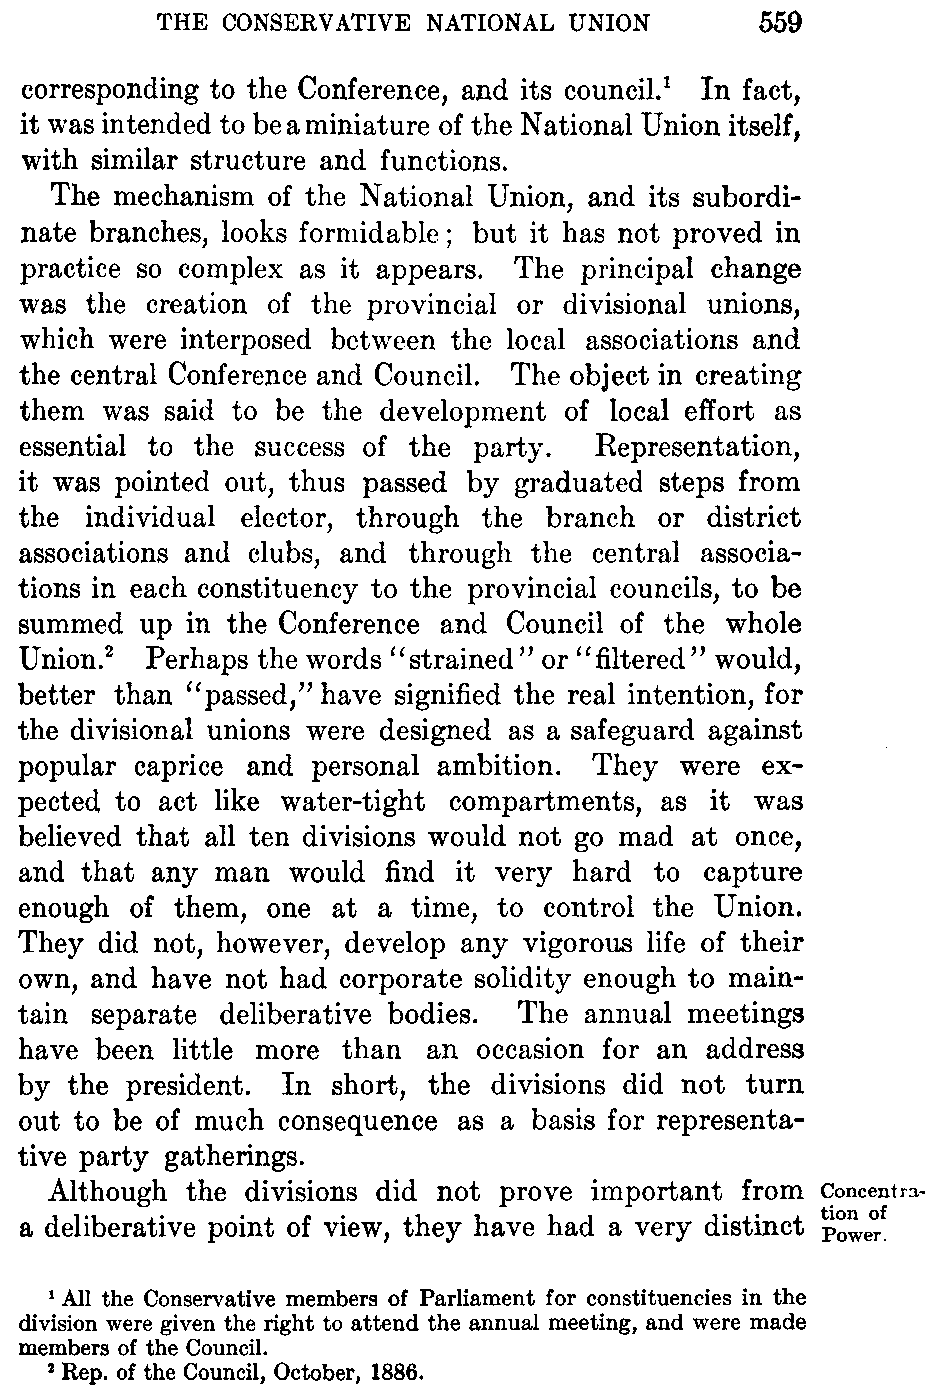 THE CONSERVATIVE NATIONAL UNION 559
corresponding to the Conference, and its council.¹ In fact,
it was intended to be a miniature of the National Union itself,
with similar structure and functions.
The mechanism of the National Union, and its subordi-
nate branches, looks formidable; but it has not proved in
practice so complex as it appears. The principal change
was the creation of the provincial or divisional unions,
which were interposed between the local associations and
the central Conference and Council. The object in creating
them was said to be the development of local effort as
essential to the success of the party. Representation,
it was pointed out, thus passed by graduated steps from
the individual elector, through the branch or district
associations and clubs, and through the central associa-
tions in each constituency to the provincial councils, to be
summed up in the Conference and Council of the whole
Union.² Perhaps the words "strained" or "filtered" would,
better than "passed," have signified the real intention, for
the divisional unions were designed as a safeguard against
popular caprice and personal ambition. They were ex-
pected to act like water-tight compartments, as it was
believed that all ten divisions would not go mad at once,
and that any man would find it very hard to capture
enough of them, one at a time, to control the Union.
They did not, however, develop any vigorous life of their
own, and have not had corporate solidity enough to main-
tain separate deliberative bodies. The annual meetings
have been little more than an occasion for an address
by the president. In short, the divisions did not turn
out to be of much consequence as a basis for representa-
tive party gatherings.
Although the divisions did not prove important from
a deliberative point of view, they have had a very distinct
Concentra-
tion of
Power.
¹ All the Conservative members of Parliament for constituencies in the
division were given the right to attend the annual meeting, and were made
members of the Council.
² Rep. of the Council, October, 1886.